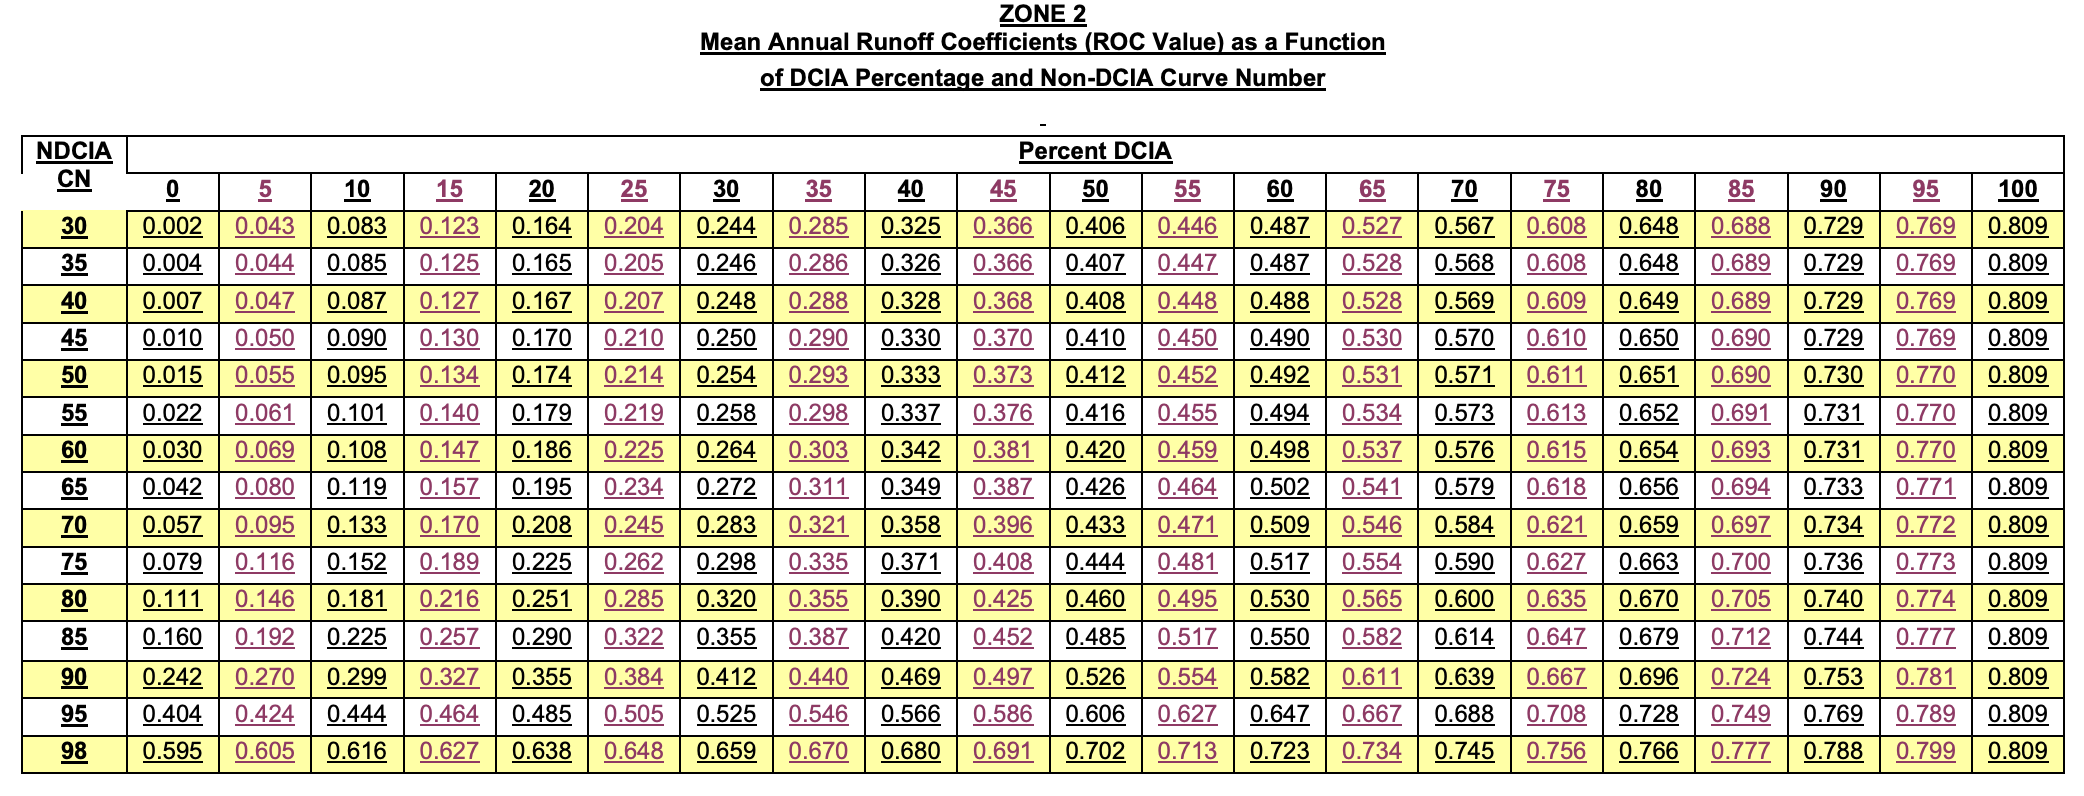 ZONE 2
Mean Annual Runoff Coefficients (ROC Value) as a Function
of DCIA Percentage and Non-DCIA Curve Number
-
NDCIA CN Percent DCIA
0 5 10 15 20 25 30 35 40 45 50 55 60 65 70 75 80 85 90 95 100
30 0.002 0.043 0.083 0.123 0.164 0.204 0.244 0.285 0.325 0.366 0.406 0.446 0.487 0.527 0.567 0.608 0.648 0.688 0.729 0.769 0.809
35 0.004 0.044 0.085 0.125 0.165 0.205 0.246 0.286 0.326 0.366 0.407 0.447 0.487 0.528 0.568 0.608 0.648 0.689 0.729 0.769 0.809
40 0.007 0.047 0.087 0.127 0.167 0.207 0.248 0.288 0.328 0.368 0.408 0.448 0.488 0.528 0.569 0.609 0.649 0.689 0.729 0.769 0.809
45 0.010 0.050 0.090 0.130 0.170 0.210 0.250 0.290 0.330 0.370 0.410 0.450 0.490 0.530 0.570 0.610 0.650 0.690 0.729 0.769 0.809
50 0.015 0.055 0.095 0.134 0.174 0.214 0.254 0.293 0.333 0.373 0.412 0.452 0.492 0.531 0.571 0.611 0.651 0.690 0.730 0.770 0.809
55 0.022 0.061 0.101 0.140 0.179 0.219 0.258 0.298 0.337 0.376 0.416 0.455 0.494 0.534 0.573 0.613 0.652 0.691 0.731 0.770 0.809
60 0.030 0.069 0.108 0.147 0.186 0.225 0.264 0.303 0.342 0.381 0.420 0.459 0.498 0.537 0.576 0.615 0.654 0.693 0.731 0.770 0.809
65 0.042 0.080 0.119 0.157 0.195 0.234 0.272 0.311 0.349 0.387 0.426 0.464 0.502 0.541 0.579 0.618 0.656 0.694 0.733 0.771 0.809
70 0.057 0.095 0.133 0.170 0.208 0.245 0.283 0.321 0.358 0.396 0.433 0.471 0.509 0.546 0.584 0.621 0.659 0.697 0.734 0.772 0.809
75 0.079 0.116 0.152 0.189 0.225 0.262 0.298 0.335 0.371 0.408 0.444 0.481 0.517 0.554 0.590 0.627 0.663 0.700 0.736 0.773 0.809
80 0.111 0.146 0.181 0.216 0.251 0.285 0.320 0.355 0.390 0.425 0.460 0.495 0.530 0.565 0.600 0.635 0.670 0.705 0.740 0.774 0.809
85 0.160 0.192 0.225 0.257 0.290 0.322 0.355 0.387 0.420 0.452 0.485 0.517 0.550 0.582 0.614 0.647 0.679 0.712 0.744 0.777 0.809
90 0.242 0.270 0.299 0.327 0.355 0.384 0.412 0.440 0.469 0.497 0.526 0.554 0.582 0.611 0.639 0.667 0.696 0.724 0.753 0.781 0.809
95 0.404 0.424 0.444 0.464 0.485 0.505 0.525 0.546 0.566 0.586 0.606 0.627 0.647 0.667 0.688 0.708 0.728 0.749 0.769 0.789 0.809
98 0.595 0.605 0.616 0.627 0.638 0.648 0.659 0.670 0.680 0.691 0.702 0.713 0.723 0.734 0.745 0.756 0.766 0.777 0.788 0.799 0.809